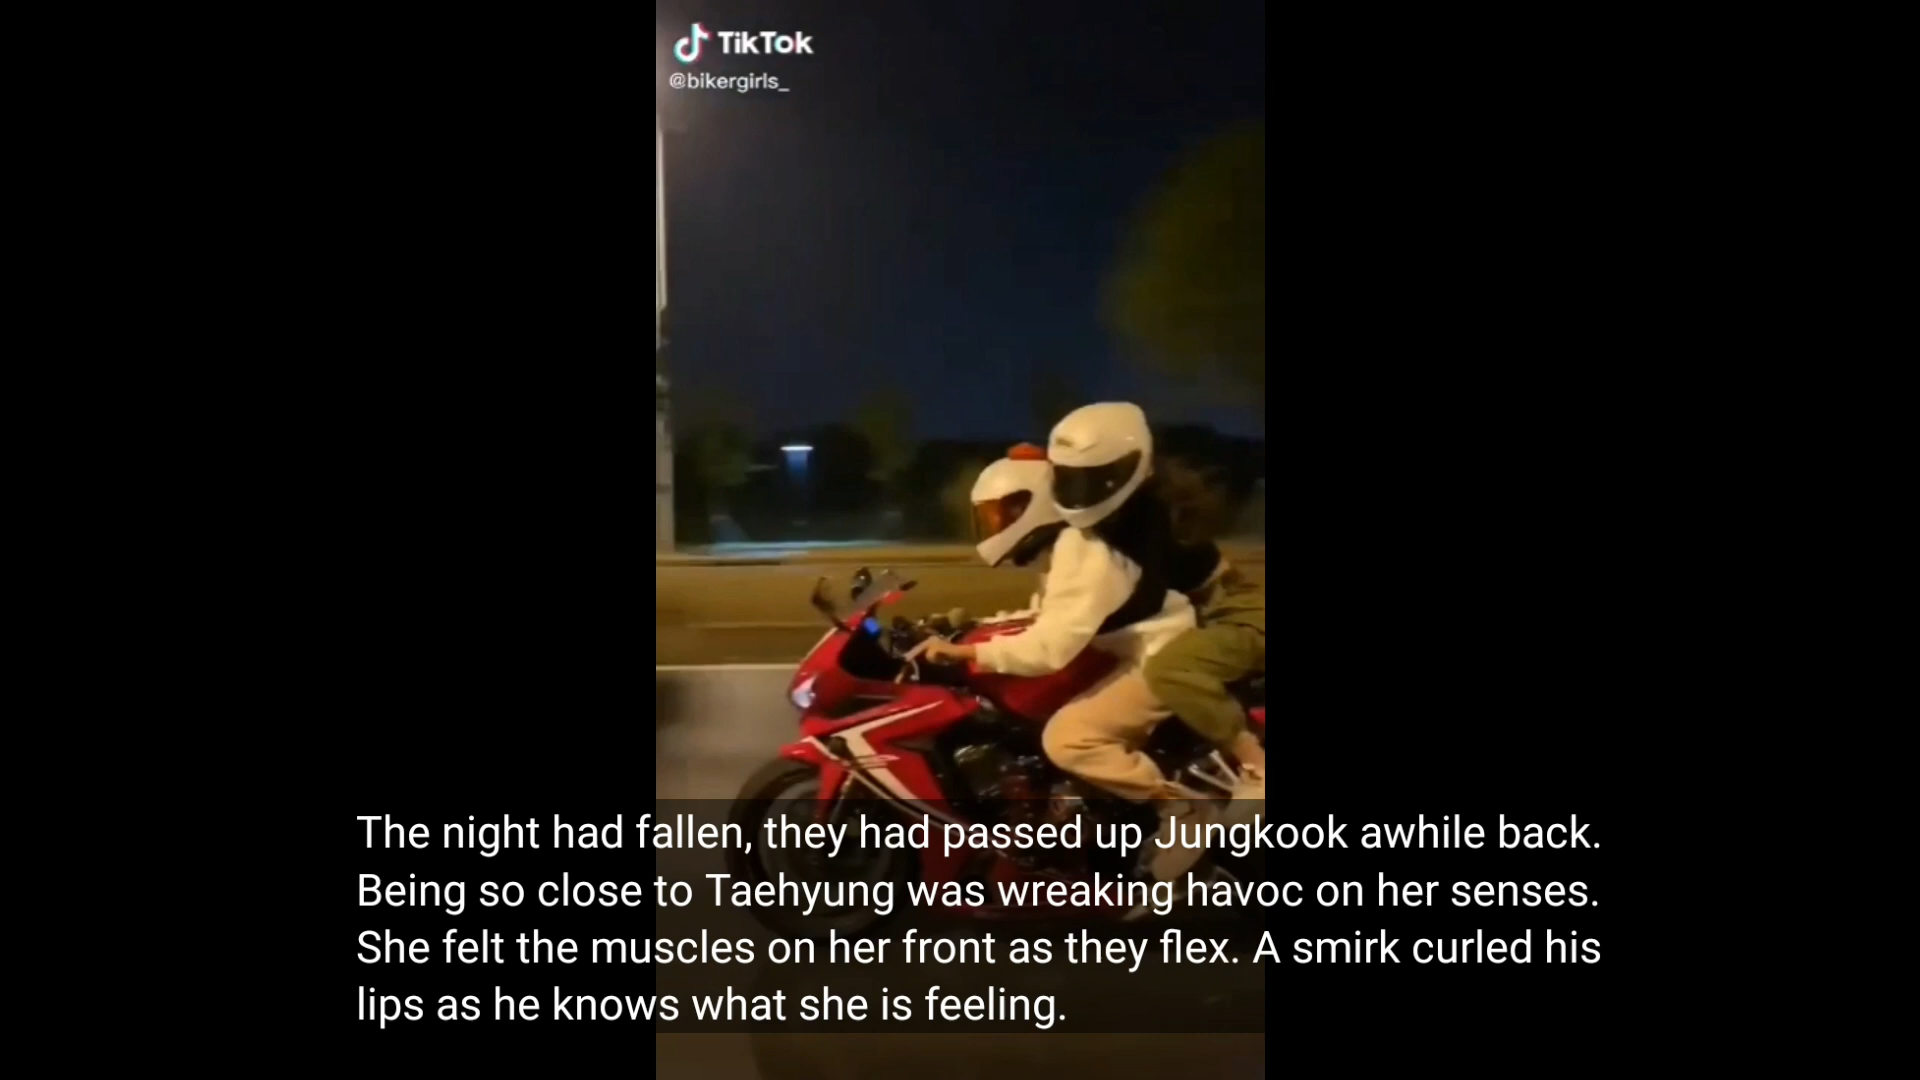 TikTok
@bikergirls_
The night had fallen, they had passed up Jungkook awhile back.
Being so close to Taehyung was wreaking havoc on her senses.
She felt the muscles on her front as they flex. A smirk curled his
lips as he knows what she is feeling.